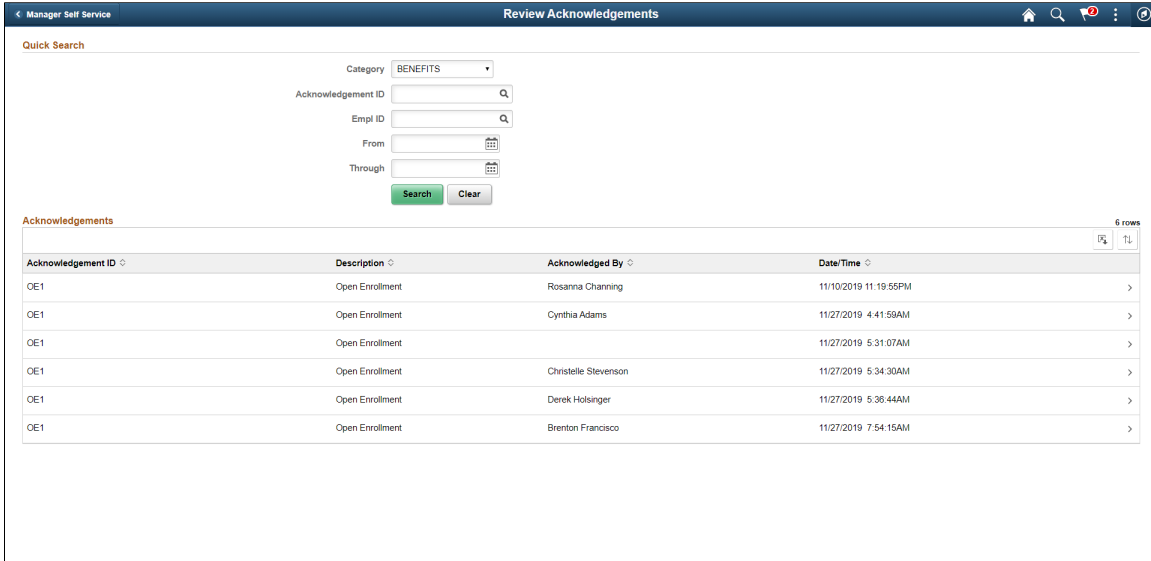 Manager Self Service Review Acknowledgements 2
Quick Search
Category BENEFITS
Acknowledgement ID
Empl ID
From
Through
Search Clear
Acknowledgements 6 rows
Acknowledgement ID Description Acknowledged By Date/Time
OE1 Open Enrollment Rosanna Channing 11/10/2019 11:19:55PM
OE1 Open Enrollment Cynthia Adams 11/27/2019 4:41:59AM
OE1 Open Enrollment 11/27/2019 5:31:07AM
OE1 Open Enrollment Christelle Stevenson 11/27/2019 5:34:30AM
OE1 Open Enrollment Derek Holsinger 11/27/2019 5:36:44AM
OE1 Open Enrollment Brenton Francisco 11/27/2019 7:54:15AM